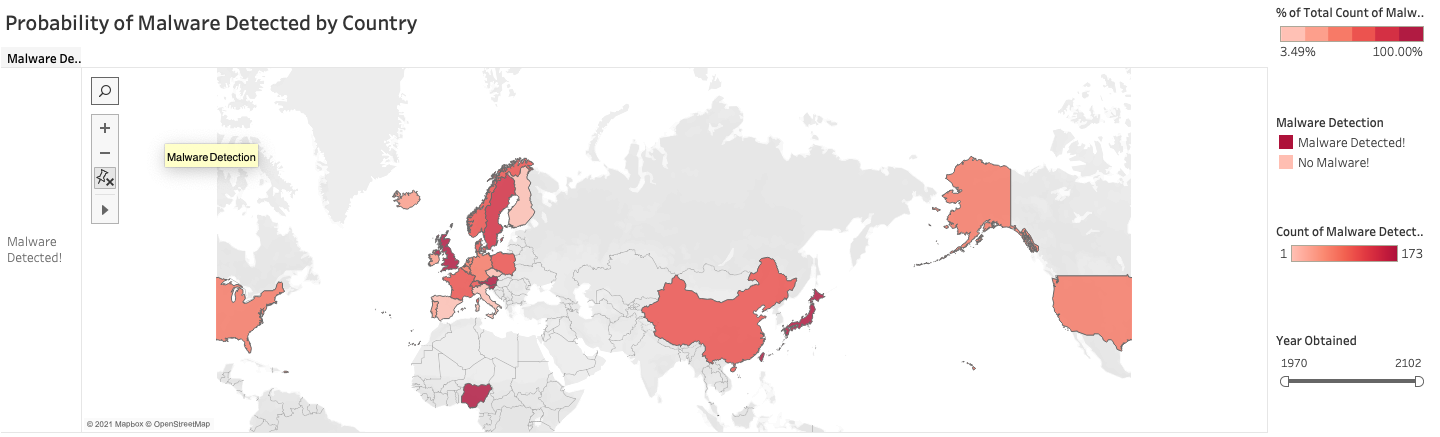 Probability of Malware Detected by Country
Malware De..
Malware
Detected!
Malware Detection
© 2021 Mapbox © OpenStreetMap
% of Total Count of Malw..
3.49% 100.00%
Malware Detection
Malware Detected!
No Malware!
Count of Malware Detect..
1 173
Year Obtained
1970 2102